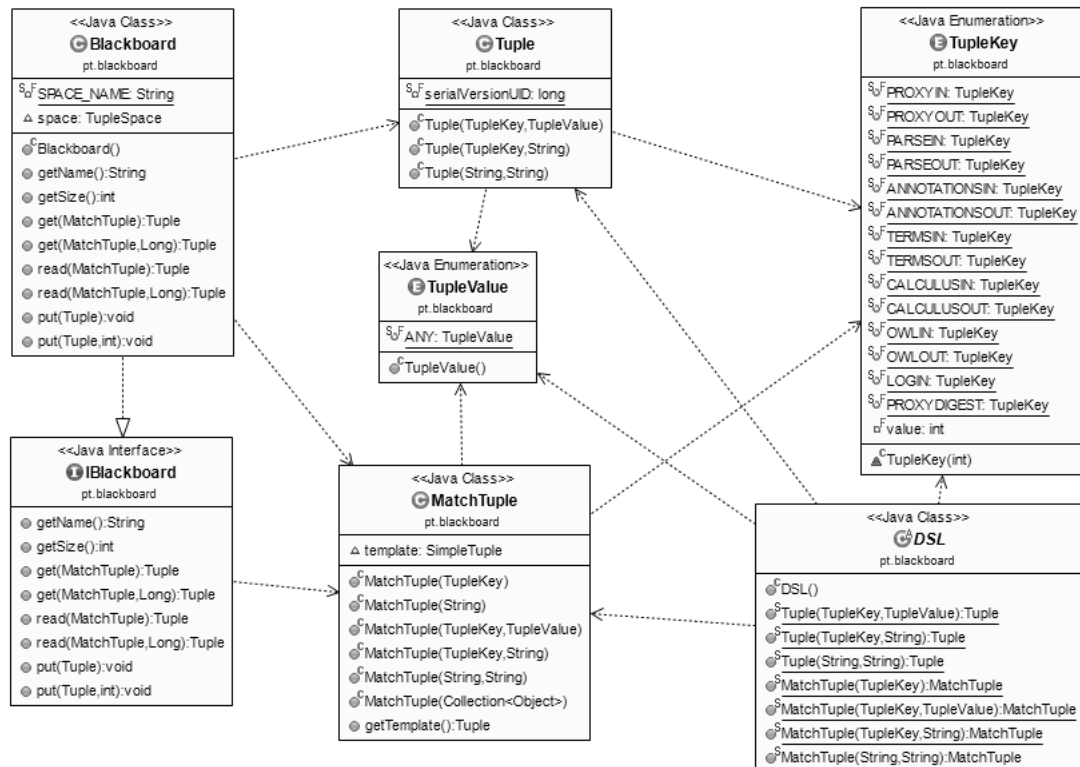 <<Java Class>>
Blackboard
pt.blackboard
SPACE_NAME: String
space: TupleSpace
Blackboard()
getName():String
getSize():int
get(MatchTuple):Tuple
get(MatchTuple,Long):Tuple
read(MatchTuple):Tuple
read(MatchTuple,Long):Tuple
put(Tuple):void
put(Tuple,int):void
<<Java Class>>
Tuple
pt.blackboard
serialVersionUID: long
Tuple(TupleKey,TupleValue)
Tuple(TupleKey,String)
Tuple(String,String)
<<Java Enumeration>>
TupleKey
pt.blackboard
PROXYIN: TupleKey
PROXYOUT: TupleKey
PARSEIN: TupleKey
PARSEOUT: TupleKey
ANNOTATIONSIN: TupleKey
ANNOTATIONSOUT: TupleKey
TERMSIN: TupleKey
TERMSOUT: TupleKey
CALCULUSIN: TupleKey
CALCULUSOUT: TupleKey
OWLIN: TupleKey
OWLOUT: TupleKey
LOGIN: TupleKey
PROXYDIGEST: TupleKey
value: int
TupleKey(int)
<<Java Enumeration>>
TupleValue
pt.blackboard
ANY: TupleValue
TupleValue()
<<Java Interface>>
IBlackboard
pt.blackboard
getName():String
getSize():int
get(MatchTuple):Tuple
get(MatchTuple,Long):Tuple
read(MatchTuple):Tuple
read(MatchTuple,Long):Tuple
put(Tuple):void
put(Tuple,int):void
<<Java Class>>
MatchTuple
pt.blackboard
template: SimpleTuple
MatchTuple(TupleKey)
MatchTuple(String)
MatchTuple(TupleKey,TupleValue)
MatchTuple(TupleKey,String)
MatchTuple(String,String)
MatchTuple(Collection<Object>)
getTemplate():Tuple
<<Java Class>>
DSL
pt.blackboard
DSL()
Tuple(TupleKey,TupleValue):Tuple
Tuple(TupleKey,String):Tuple
Tuple(String,String):Tuple
MatchTuple(TupleKey):MatchTuple
MatchTuple(TupleKey,TupleValue):MatchTuple
MatchTuple(TupleKey,String):MatchTuple
MatchTuple(String,String):MatchTuple